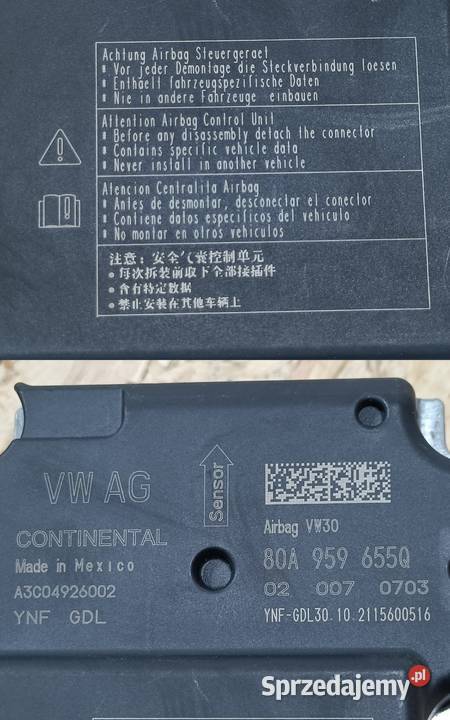 Achtung Airbag Steuergeraet
* Vor jeder Demontage die Steckverbindung loesen
* Enthaelt fahrzeugspezifische Daten
* Nie in andere Fahrzeuge einbauen
Attention Airbag Control Unit
* Before any disassembly detach the connector
* Contains specific vehicle data
* Never install in another vehicle
Atencion Centralita Airbag
* Antes de desmontar, desconectar el conector
* Contiene datos especificos del vehiculo
* No montar en otros vehiculos
注意: 安全气囊控制单元
● 每次拆装前取下全部接插件
● 含有特定数据
● 禁止安装在其他车辆上
VW AG
Sensor
CONTINENTAL
Airbag VW30
Made in Mexico
80A 959 655Q
A3C04926002
02 007 0703
YNF GDL
YNF-GDL30.10.2115600516
Sprzedajemy.pl